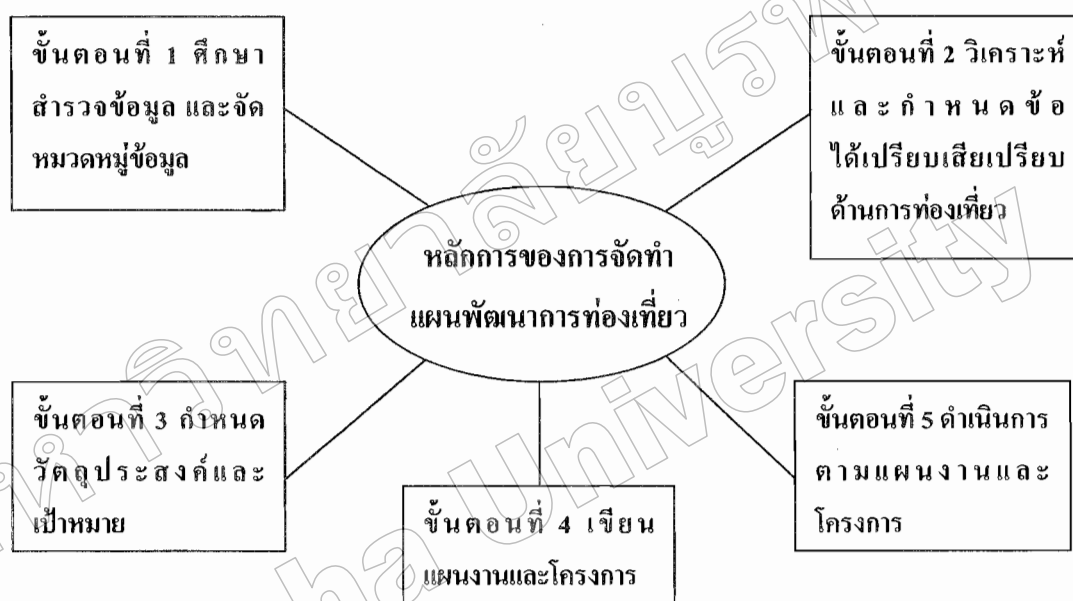 ขั้นตอนที่ 1 ศึกษา
สำรวจข้อมูล และจัด
หมวดหมู่ข้อมูล
ขั้นตอนที่ 2 วิเคราะห์
และกำหนดข้อ
ได้เปรียบเสียเปรียบ
ด้านการท่องเที่ยว
หลักการของการจัดทำ
แผนพัฒนาการท่องเที่ยว
ขั้นตอนที่ 3 กำหนด
วัตถุประสงค์และ
เป้าหมาย
ขั้นตอนที่ 4 เขียน
แผนงานและโครงการ
ขั้นตอนที่ 5 ดำเนินการ
ตามแผนงานและ
โครงการ
University